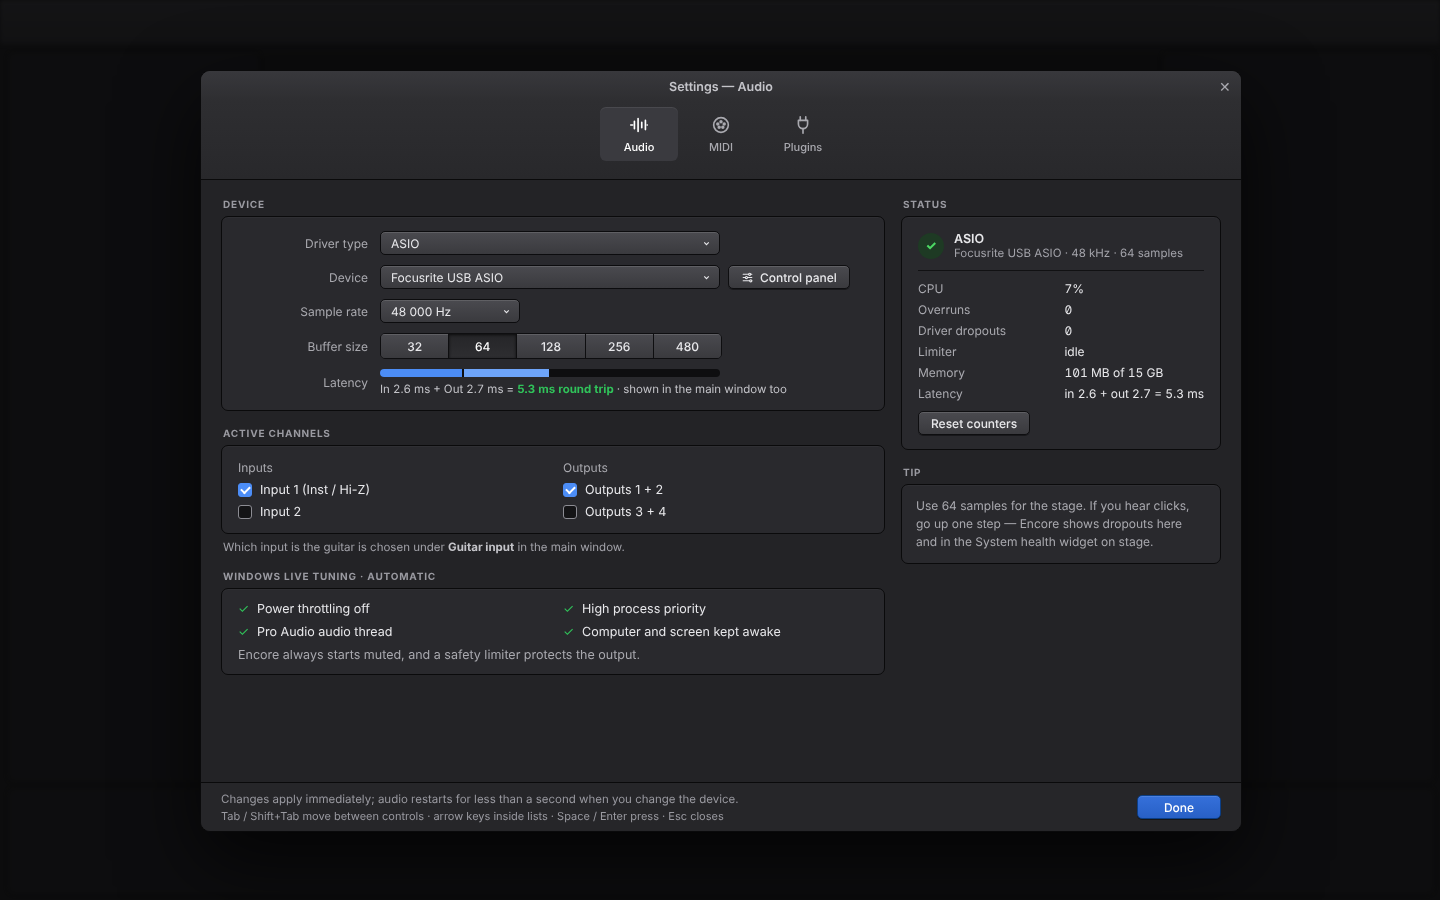 Settings — Audio
Audio
MIDI
Plugins
DEVICE
Driver type
ASIO
Device
Focusrite USB ASIO
Control panel
Sample rate
48 000 Hz
Buffer size
32
64
128
256
480
Latency
In 2.6 ms + Out 2.7 ms = 5.3 ms round trip · shown in the main window too
ACTIVE CHANNELS
Inputs
Input 1 (Inst / Hi-Z)
Input 2
Outputs
Outputs 1 + 2
Outputs 3 + 4
Which input is the guitar is chosen under Guitar input in the main window.
WINDOWS LIVE TUNING · AUTOMATIC
Power throttling off
High process priority
Pro Audio audio thread
Computer and screen kept awake
Encore always starts muted, and a safety limiter protects the output.
STATUS
ASIO
Focusrite USB ASIO · 48 kHz · 64 samples
CPU 7%
Overruns 0
Driver dropouts 0
Limiter idle
Memory 101 MB of 15 GB
Latency in 2.6 + out 2.7 = 5.3 ms
Reset counters
TIP
Use 64 samples for the stage. If you hear clicks,
go up one step — Encore shows dropouts here
and in the System health widget on stage.
Changes apply immediately; audio restarts for less than a second when you change the device.
Tab / Shift+Tab move between controls · arrow keys inside lists · Space / Enter press · Esc closes
Done